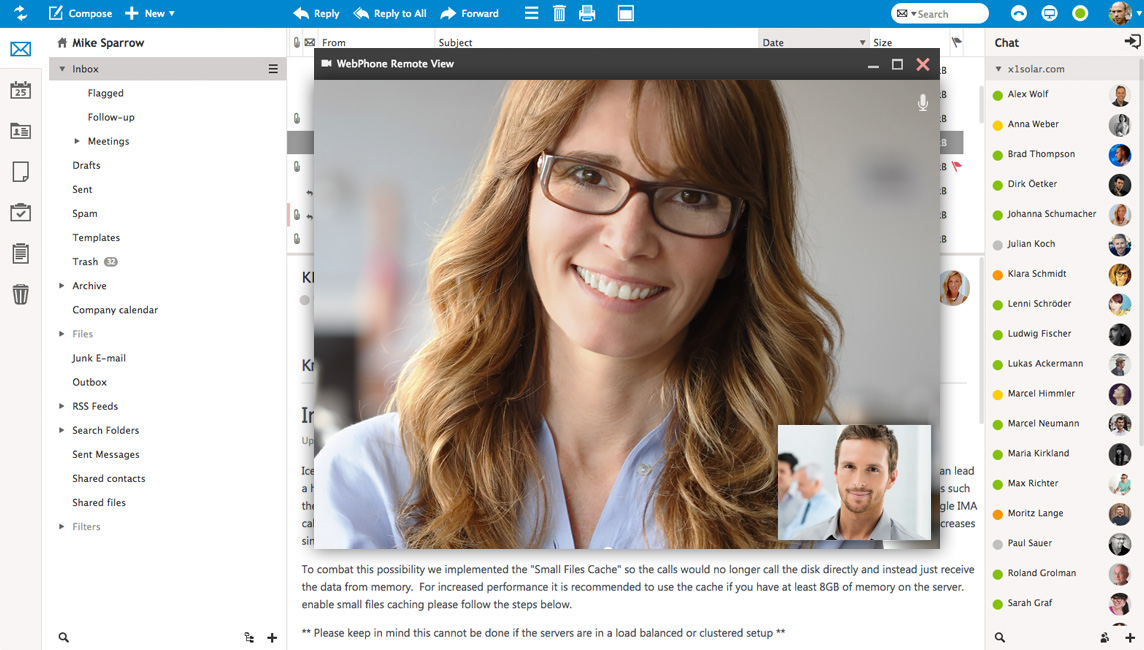 Compose
New
Reply
Reply to All
Forward
Search
25
Mike Sparrow
Inbox
Flagged
Follow-up
Meetings
Drafts
Sent
Spam
Templates
Trash 32
Archive
Company calendar
Files
Junk E-mail
Outbox
RSS Feeds
Search Folders
Sent Messages
Shared contacts
Shared files
Filters
From Subject Date Size
WebPhone Remote View
an lead
a
s such
the
gle IMA
creases
To combat this possibility we implemented the "Small Files Cache" so the calls would no longer call the disk directly and instead just receive
the data from memory. For increased performance it is recommended to use the cache if you have at least 8GB of memory on the server.
enable small files caching please follow the steps below.
** Please keep in mind this cannot be done if the servers are in a load balanced or clustered setup **
Chat
x1solar.com
Alex Wolf
Anna Weber
Brad Thompson
Dirk Öetker
Johanna Schumacher
Julian Koch
Klara Schmidt
Lenni Schröder
Ludwig Fischer
Lukas Ackermann
Marcel Himmler
Marcel Neumann
Maria Kirkland
Max Richter
Moritz Lange
Paul Sauer
Roland Grolman
Sarah Graf